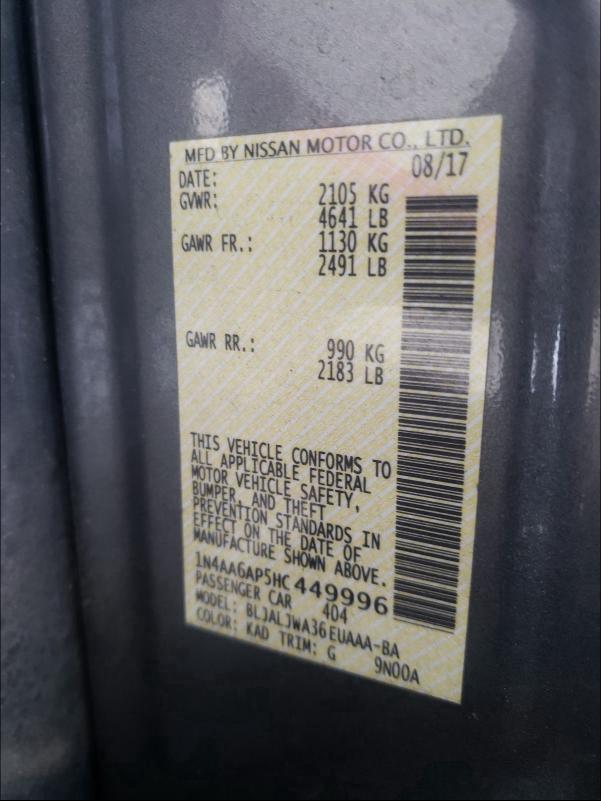 MFD BY NISSAN MOTOR CO., LTD.
DATE: 08/17
GVWR: 2105 KG
4641 LB
GAWR FR.: 1130 KG
2491 LB
GAWR RR.: 990 KG
2183 LB
THIS VEHICLE CONFORMS TO
ALL APPLICABLE FEDERAL
MOTOR VEHICLE SAFETY,
BUMPER, AND THEFT
PREVENTION STANDARDS IN
EFFECT ON THE DATE OF
MANUFACTURE SHOWN ABOVE.
1N4AA6AP5HC449996
PASSENGER CAR 404
MODEL: BLJALJWA36EUAAA-BA
COLOR: KAD TRIM: G 9N00A